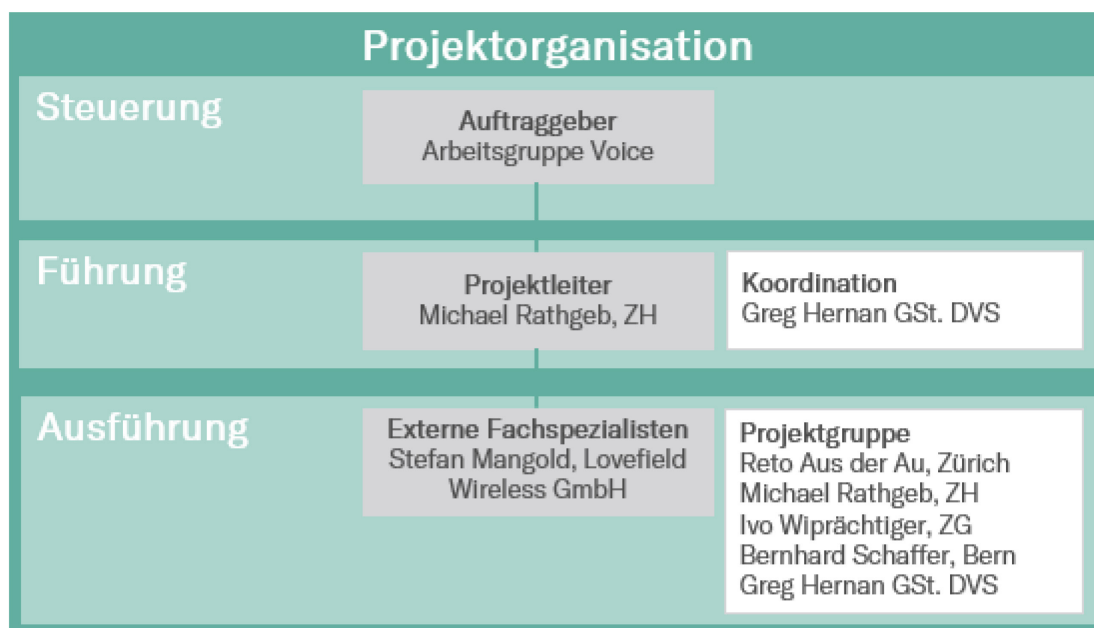 Projektorganisation
Steuerung
Auftraggeber
Arbeitsgruppe Voice
Führung
Projektleiter
Michael Rathgeb, ZH
Koordination
Greg Hernan GSt. DVS
Ausführung
Externe Fachspezialisten
Stefan Mangold, Lovefield
Wireless GmbH
Projektgruppe
Reto Aus der Au, Zürich
Michael Rathgeb, ZH
Ivo Wiprächtiger, ZG
Bernhard Schaffer, Bern
Greg Hernan GSt. DVS